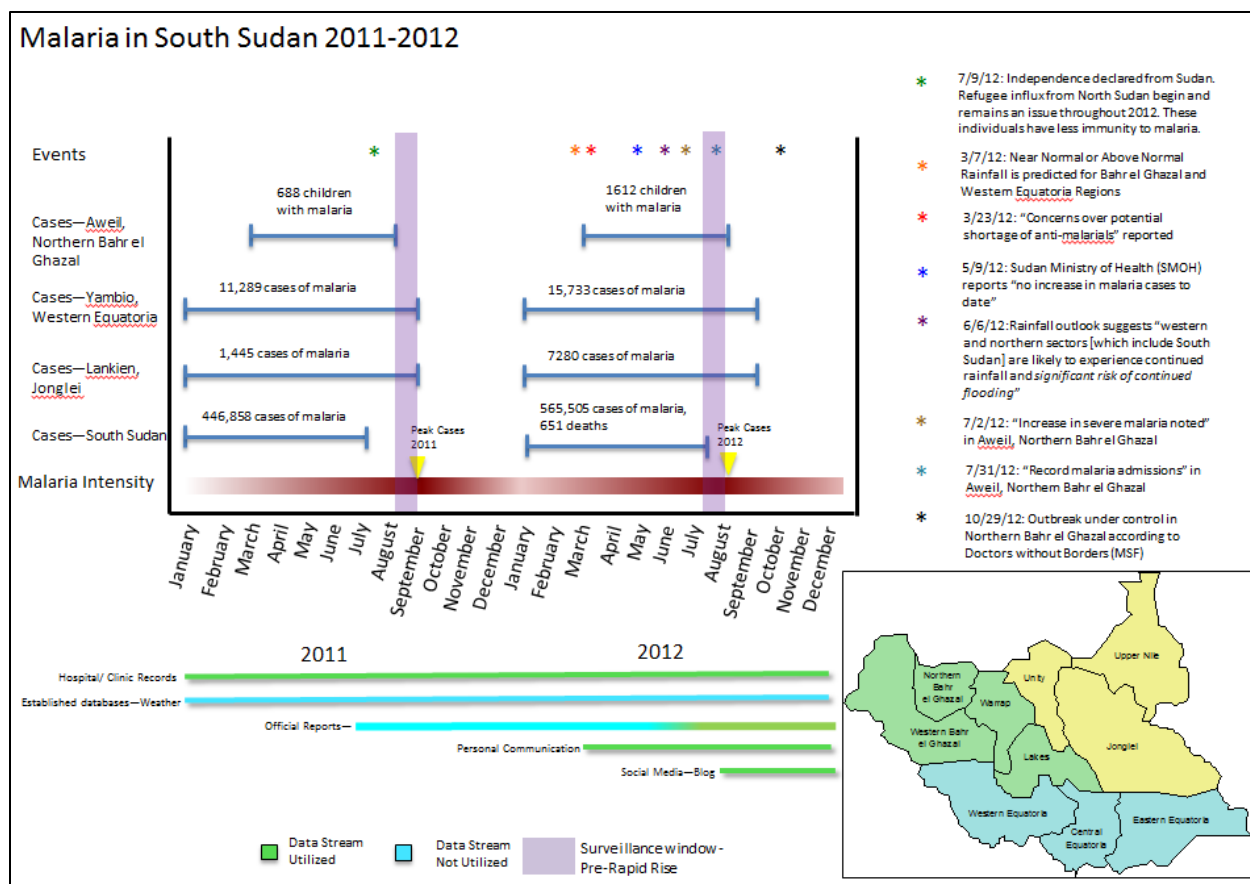 Malaria in South Sudan 2011-2012
Events
Cases—Aweil,
Northern Bahr el
Ghazal
688 children
with malaria
1612 children
with malaria
Cases—Yambio,
Western Equatoria
11,289 cases of malaria
15,733 cases of malaria
Cases—Lankien,
Jonglei
1,445 cases of malaria
7280 cases of malaria
Cases—South Sudan
446,858 cases of malaria
565,505 cases of malaria,
651 deaths
Peak Cases
2011
Peak Cases
2012
Malaria Intensity
January
February
March
April
May
June
July
August
September
October
November
December
January
February
March
April
May
June
July
August
September
October
November
December
2011
2012
Hospital/ Clinic Records
Established databases—Weather
Official Reports—
Personal Communication
Social Media—Blog
Data Stream
Utilized
Data Stream
Not Utilized
Surveillance window-
Pre-Rapid Rise
* 7/9/12: Independence declared from Sudan.
Refugee influx from North Sudan begin and
remains an issue throughout 2012. These
individuals have less immunity to malaria.
* 3/7/12: Near Normal or Above Normal
Rainfall is predicted for Bahr el Ghazal and
Western Equatoria Regions
* 3/23/12: “Concerns over potential
shortage of anti-malarials” reported
* 5/9/12: Sudan Ministry of Health (SMOH)
reports “no increase in malaria cases to
date”
* 6/6/12:Rainfall outlook suggests “western
and northern sectors [which include South
Sudan] are likely to experience continued
rainfall and significant risk of continued
flooding”
* 7/2/12: “Increase in severe malaria noted”
in Aweil, Northern Bahr el Ghazal
* 7/31/12: “Record malaria admissions” in
Aweil, Northern Bahr el Ghazal
* 10/29/12: Outbreak under control in
Northern Bahr el Ghazal according to
Doctors without Borders (MSF)
Upper Nile
Northern
Bahr
el Ghazal
Unity
Warrap
Western Bahr
el Ghazal
Jonglei
Lakes
Western Equatoria
Eastern Equatoria
Central
Equatoria